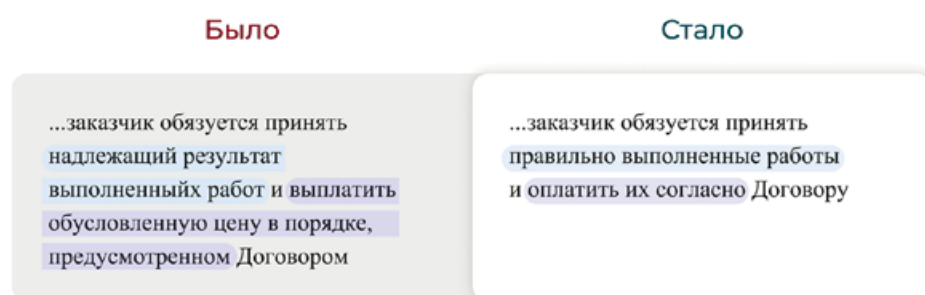 Было
...заказчик обязуется принять
надлежащий результат
выполненныйх работ и выплатить
обусловленную цену в порядке,
предусмотренном Договором
Стало
...заказчик обязуется принять
правильно выполненные работы
и оплатить их согласно Договору